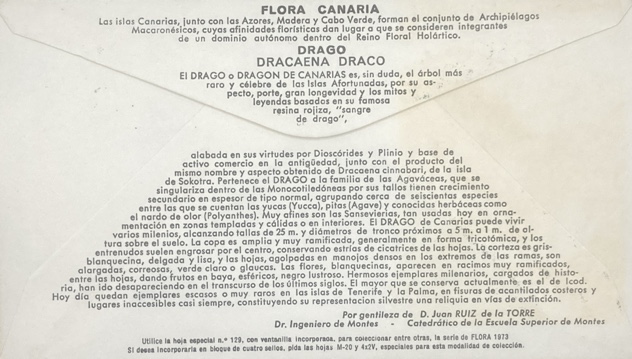 FLORA CANARIA
Las islas Canarias, junto con las Azores, Madera y Cabo Verde, forman el conjunto de Archipiélagos
Macaronésicos, cuyas afinidades florísticas dan lugar a que se consideren integrantes
de un dominio autónomo dentro del Reino Floral Holártico.
DRAGO
DRACAENA DRACO
El DRAGO o DRAGON DE CANARIAS es, sin duda, el árbol más
raro y célebre de las Islas Afortunadas, por su as-
pecto, porte, gran longevidad y los mitos y
leyendas basados en su famosa
resina rojiza, "sangre
de drago",
alabada en sus virtudes por Dioscórides y Plinio y base de
activo comercio en la antigüedad, junto con el producto del
mismo nombre y aspecto obtenido de Dracaena cinnabari, de la isla
de Sokotra. Pertenece el DRAGO a la familia de las Agaváceas, que se
singulariza dentro de las Monocotiledóneas por sus tallos tienen crecimiento
secundario en espesor de tipo normal, agrupando cerca de seiscientas especies
entre las que se cuentan las yucas (Yucca), pitas (Agave) y conocidas herbáceas como
el nardo de olor (Polyanthes). Muy afines son las Sansevierias, tan usadas hoy en orna-
mentación en zonas templadas y cálidas o en interiores. El DRAGO de Canarias puede vivir
varios milenios, alcanzando tallas de 25 m. y diámetros de tronco próximos a 5 m. a 1 m. de al-
tura sobre el suelo. La copa es amplia y muy ramificada, generalmente en forma tricotómica, y los
entrenudos suelen engrosar por el centro, conservando estrías de cicatrices de las hojas. La corteza es gris-
blanquecina, delgada y lisa, y las hojas, agolpadas en manojos densos en los extremos de las ramas, son
alargadas, correosas, verde claro o glaucas. Las flores, blanquecinas, aparecen en racimos muy ramificados,
entre las hojas, dando frutos en baya, esféricos, negro lustroso. Hermosos ejemplares milenarios, cargados de histo-
ria, han ido desapareciendo en el transcurso de los últimos siglos. El mayor que se conserva actualmente es el de Icod.
Hoy día quedan ejemplares escasos o muy raros en las islas de Tenerife y la Palma, en fisuras de acantilados costeros y
lugares inaccesibles casi siempre, constituyendo su representacion silvestre una reliquia en vías de extinción.
Por gentileza de D. Juan RUIZ de la TORRE
Dr. Ingeniero de Montes - Catedrático de la Escuela Superior de Montes
Utilice la hoja especial n.º 129, con ventanilla incorporada, para coleccionar entre otras, la serie de FLORA 1973
Si desea incorporarla en bloque de cuatro sellos, pida las hojas M-20 y 4x2V, especiales para esta modalidad de colección.